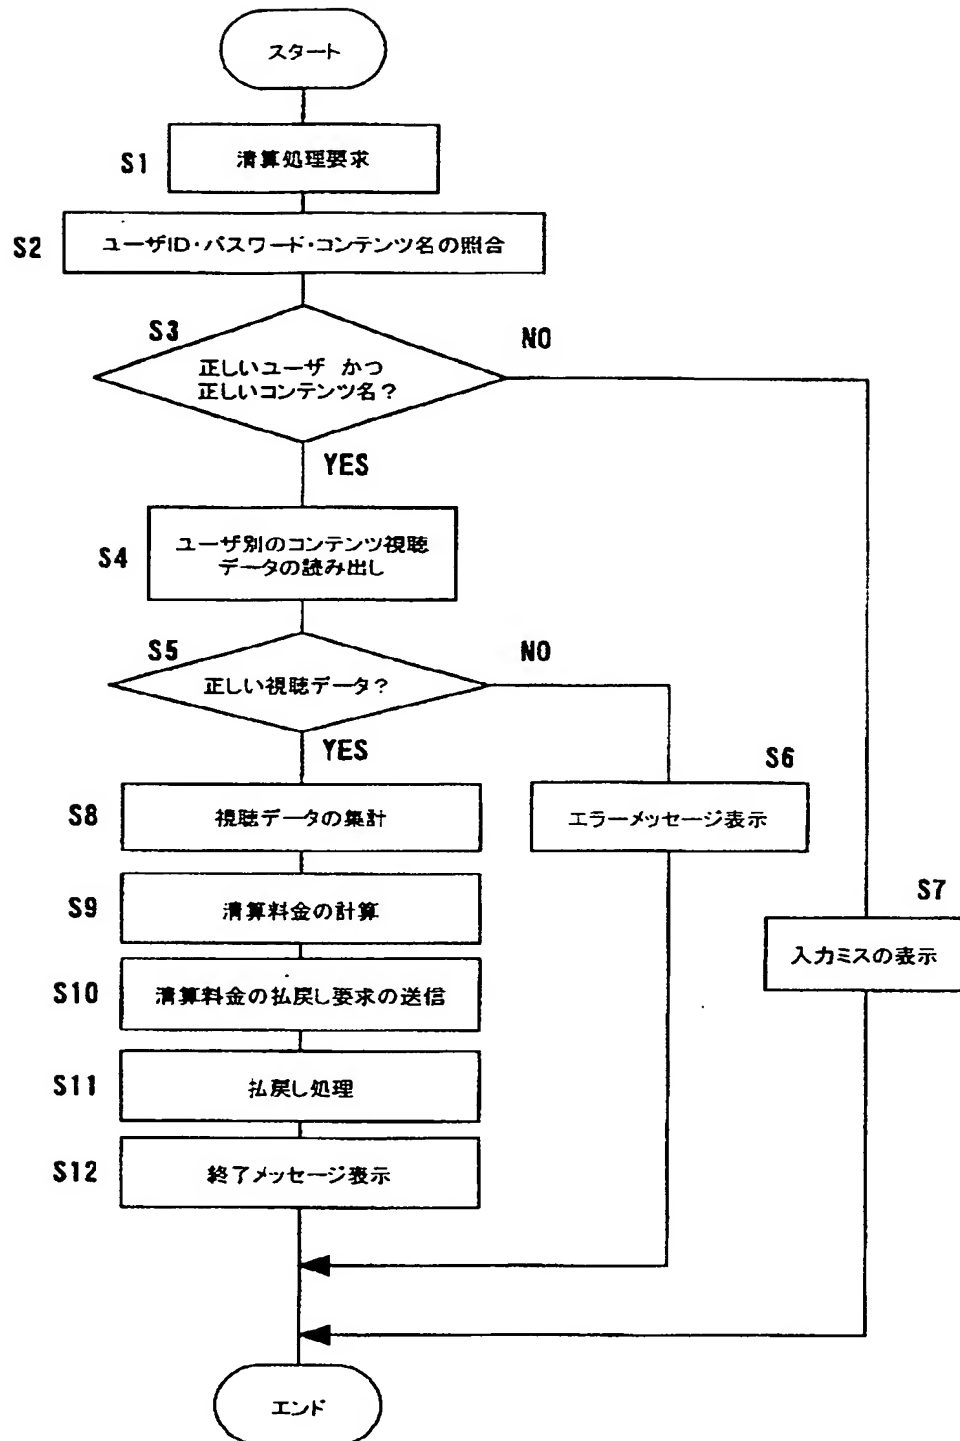 スタート
S1
清算処理要求
S2
ユーザID・パスワード・コンテンツ名の照合
S3
NO
正しいユーザ かつ
正しいコンテンツ名?
YES
S4
ユーザ別のコンテンツ視聴
データの読み出し
S5
NO
正しい視聴データ?
YES
S6
S8
視聴データの集計
エラーメッセージ表示
S9
清算料金の計算
S7
入力ミスの表示
S10
清算料金の払戻し要求の送信
S11
払戻し処理
S12
終了メッセージ表示
エンド